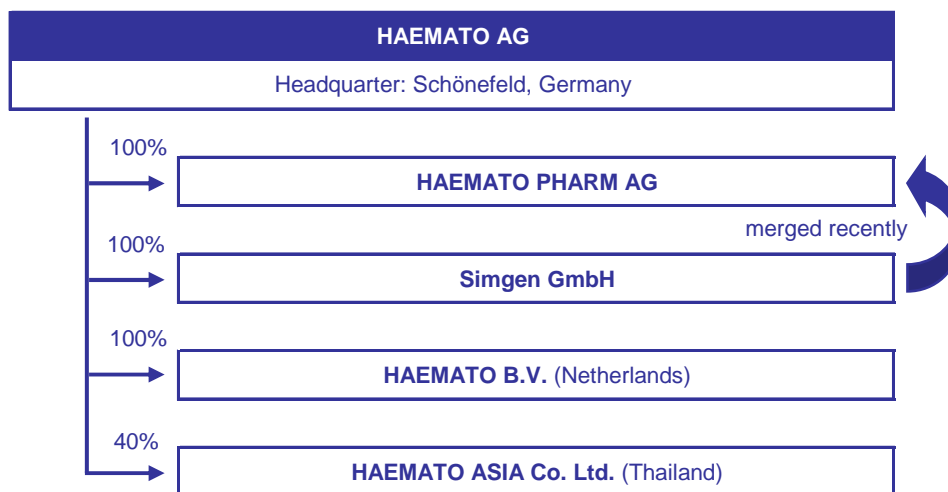 HAEMATO AG
Headquarter: Schönefeld, Germany
100%
HAEMATO PHARM AG
merged recently
100%
Simgen GmbH
100%
HAEMATO B.V. (Netherlands)
40%
HAEMATO ASIA Co. Ltd. (Thailand)